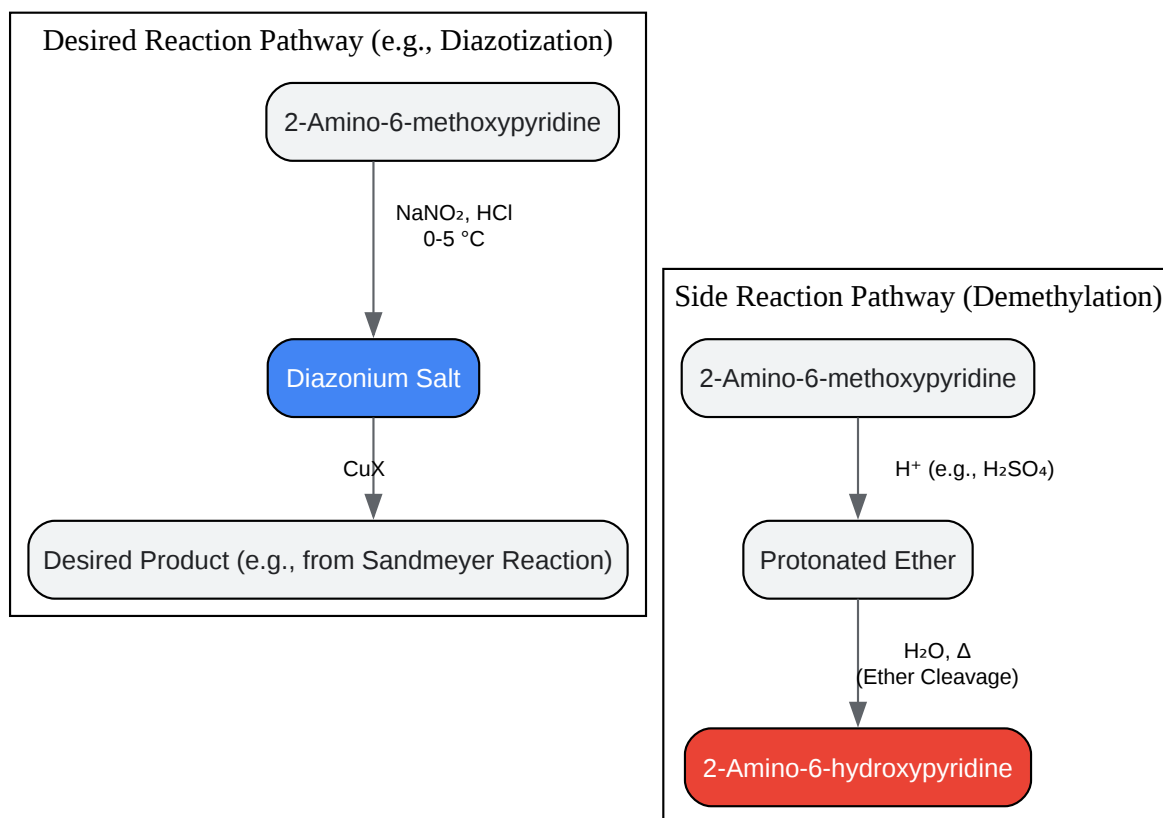 Desired Reaction Pathway (e.g., Diazotization)
2-Amino-6-methoxypyridine
NaNO₂, HCl
0-5 °C
Diazonium Salt
CuX
Desired Product (e.g., from Sandmeyer Reaction)
Side Reaction Pathway (Demethylation)
2-Amino-6-methoxypyridine
H⁺ (e.g., H₂SO₄)
Protonated Ether
H₂O, Δ
(Ether Cleavage)
2-Amino-6-hydroxypyridine